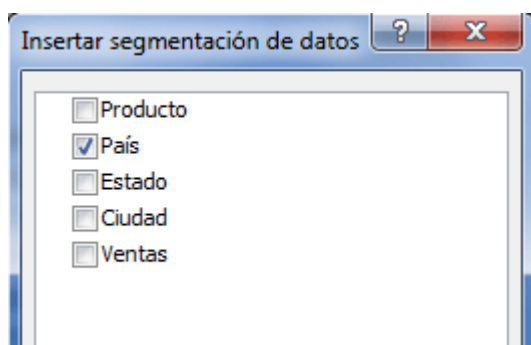 Insertar segmentación de datos
Producto
País
Estado
Ciudad
Ventas